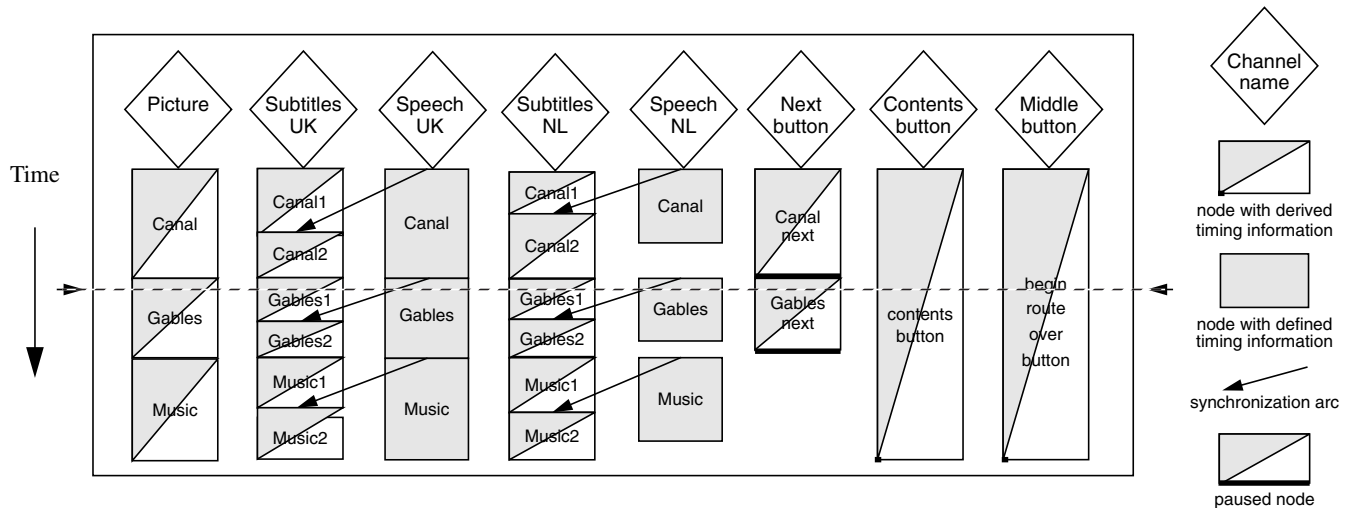 Time
Picture
Subtitles
UK
Speech
UK
Subtitles
NL
Speech
NL
Next
button
Contents
button
Middle
button
Canal
Gables
Music
Canal1
Canal2
Gables1
Gables2
Music1
Music2
Canal
Gables
Music
Canal1
Canal2
Gables1
Gables2
Music1
Music2
Canal
Gables
Music
Canal
next
Gables
next
contents
button
begin
route
over
button
Channel
name
node with derived
timing information
node with defined
timing information
synchronization arc
paused node